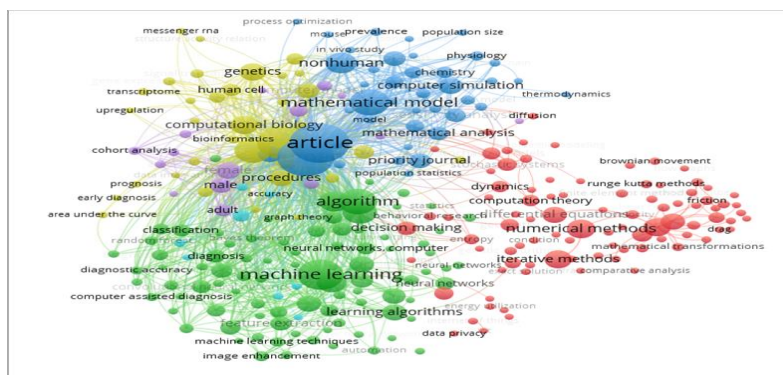 messenger rna
process optimization
mouse
prevalence
population size
in vivo study
physiology
nonhuman
genetics
chemistry
transcriptome
human cell
computer simulation
thermodynamics
mathematical model
upregulation
diffusion
model
computational biology
mathematical analysis
bioinformatics
article
cohort analysis
priority journal
brownian movement
female
population statistics
prognosis
male
procedures
dynamics
runge kutta methods
early diagnosis
accuracy
friction
algorithm
computation theory
area under the curve
adult
graph theory
statistics
behavioral research
differential equations
classification
decision making
numerical methods
drag
entropy
condition
neural networks, computer
mathematical transformations
diagnosis
iterative methods
diagnostic accuracy
machine learning
neural networks
comparative analysis
neural networks
computer assisted diagnosis
energy utilization
learning algorithms
feature extraction
data privacy
machine learning techniques
automation
image enhancement